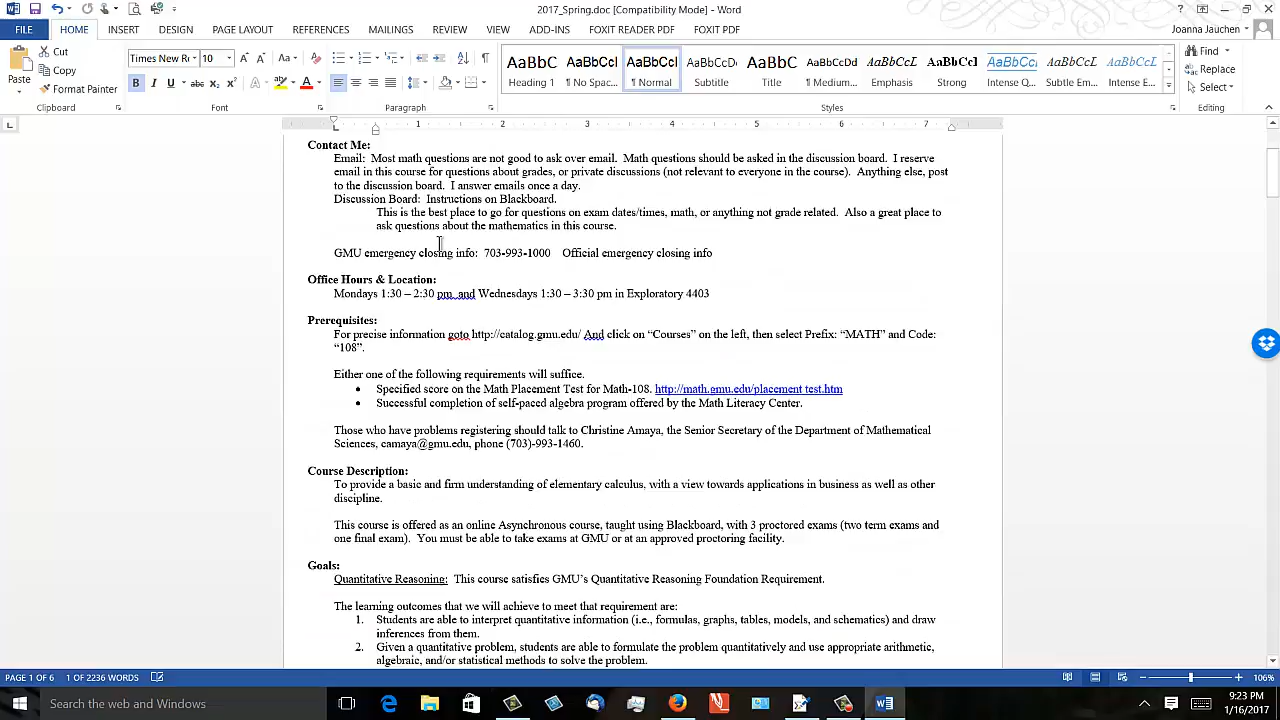 2017_Spring.doc [Compatibility Mode] - Word
FILE HOME INSERT DESIGN PAGE LAYOUT REFERENCES MAILINGS REVIEW VIEW ADD-INS FOXIT READER PDF FOXIT PDF Joanna Jauchen
Paste
Cut
Copy
Format Painter
Clipboard
Times New R 10
Font
Paragraph
AaBbC AaBbCcI AaBbCcI AaBbCcD AaBbC AaBbCcDd AaBbCcI AaBbCcI AaBbCcI AaBbCcI AaBbCcI
Heading 1 ¶ No Spac... ¶ Normal Subtitle Title ¶ Medium... Emphasis Strong Intense Q... Subtle Em... Intense E...
Styles
Find
Replace
Select
Editing
1 2 3 4 5 6 7
Contact Me:
Email: Most math questions are not good to ask over email. Math questions should be asked in the discussion board. I reserve
email in this course for questions about grades, or private discussions (not relevant to everyone in the course). Anything else, post
to the discussion board. I answer emails once a day.
Discussion Board: Instructions on Blackboard.
This is the best place to go for questions on exam dates/times, math, or anything not grade related. Also a great place to
ask questions about the mathematics in this course.
GMU emergency closing info: 703-993-1000 Official emergency closing info
Office Hours & Location:
Mondays 1:30 – 2:30 pm and Wednesdays 1:30 – 3:30 pm in Exploratory 4403
Prerequisites:
For precise information goto http://catalog.gmu.edu/ And click on “Courses” on the left, then select Prefix: “MATH” and Code:
“108”.
Either one of the following requirements will suffice.
• Specified score on the Math Placement Test for Math-108. http://math.gmu.edu/placement test.htm
• Successful completion of self-paced algebra program offered by the Math Literacy Center.
Those who have problems registering should talk to Christine Amaya, the Senior Secretary of the Department of Mathematical
Sciences, camaya@gmu.edu, phone (703)-993-1460.
Course Description:
To provide a basic and firm understanding of elementary calculus, with a view towards applications in business as well as other
discipline.
This course is offered as an online Asynchronous course, taught using Blackboard, with 3 proctored exams (two term exams and
one final exam). You must be able to take exams at GMU or at an approved proctoring facility.
Goals:
Quantitative Reasoning: This course satisfies GMU’s Quantitative Reasoning Foundation Requirement.
The learning outcomes that we will achieve to meet that requirement are:
1. Students are able to interpret quantitative information (i.e., formulas, graphs, tables, models, and schematics) and draw
inferences from them.
2. Given a quantitative problem, students are able to formulate the problem quantitatively and use appropriate arithmetic,
algebraic, and/or statistical methods to solve the problem.
PAGE 1 OF 6 1 OF 2236 WORDS 106%
Search the web and Windows
9:23 PM
1/16/2017